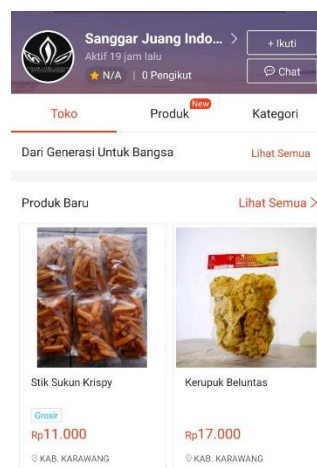 Sanggar Juang Indo... >
+ Ikuti
Aktif 19 jam lalu
N/A | 0 Pengikut
Chat
Toko
Produk
New
Kategori
Dari Generasi Untuk Bangsa
Lihat Semua
Produk Baru
Lihat Semua >
Stik Sukun Krispy
Kerupuk Beluntas
Grosir
Rp11.000
Rp17.000
KAB. KARAWANG
KAB. KARAWANG